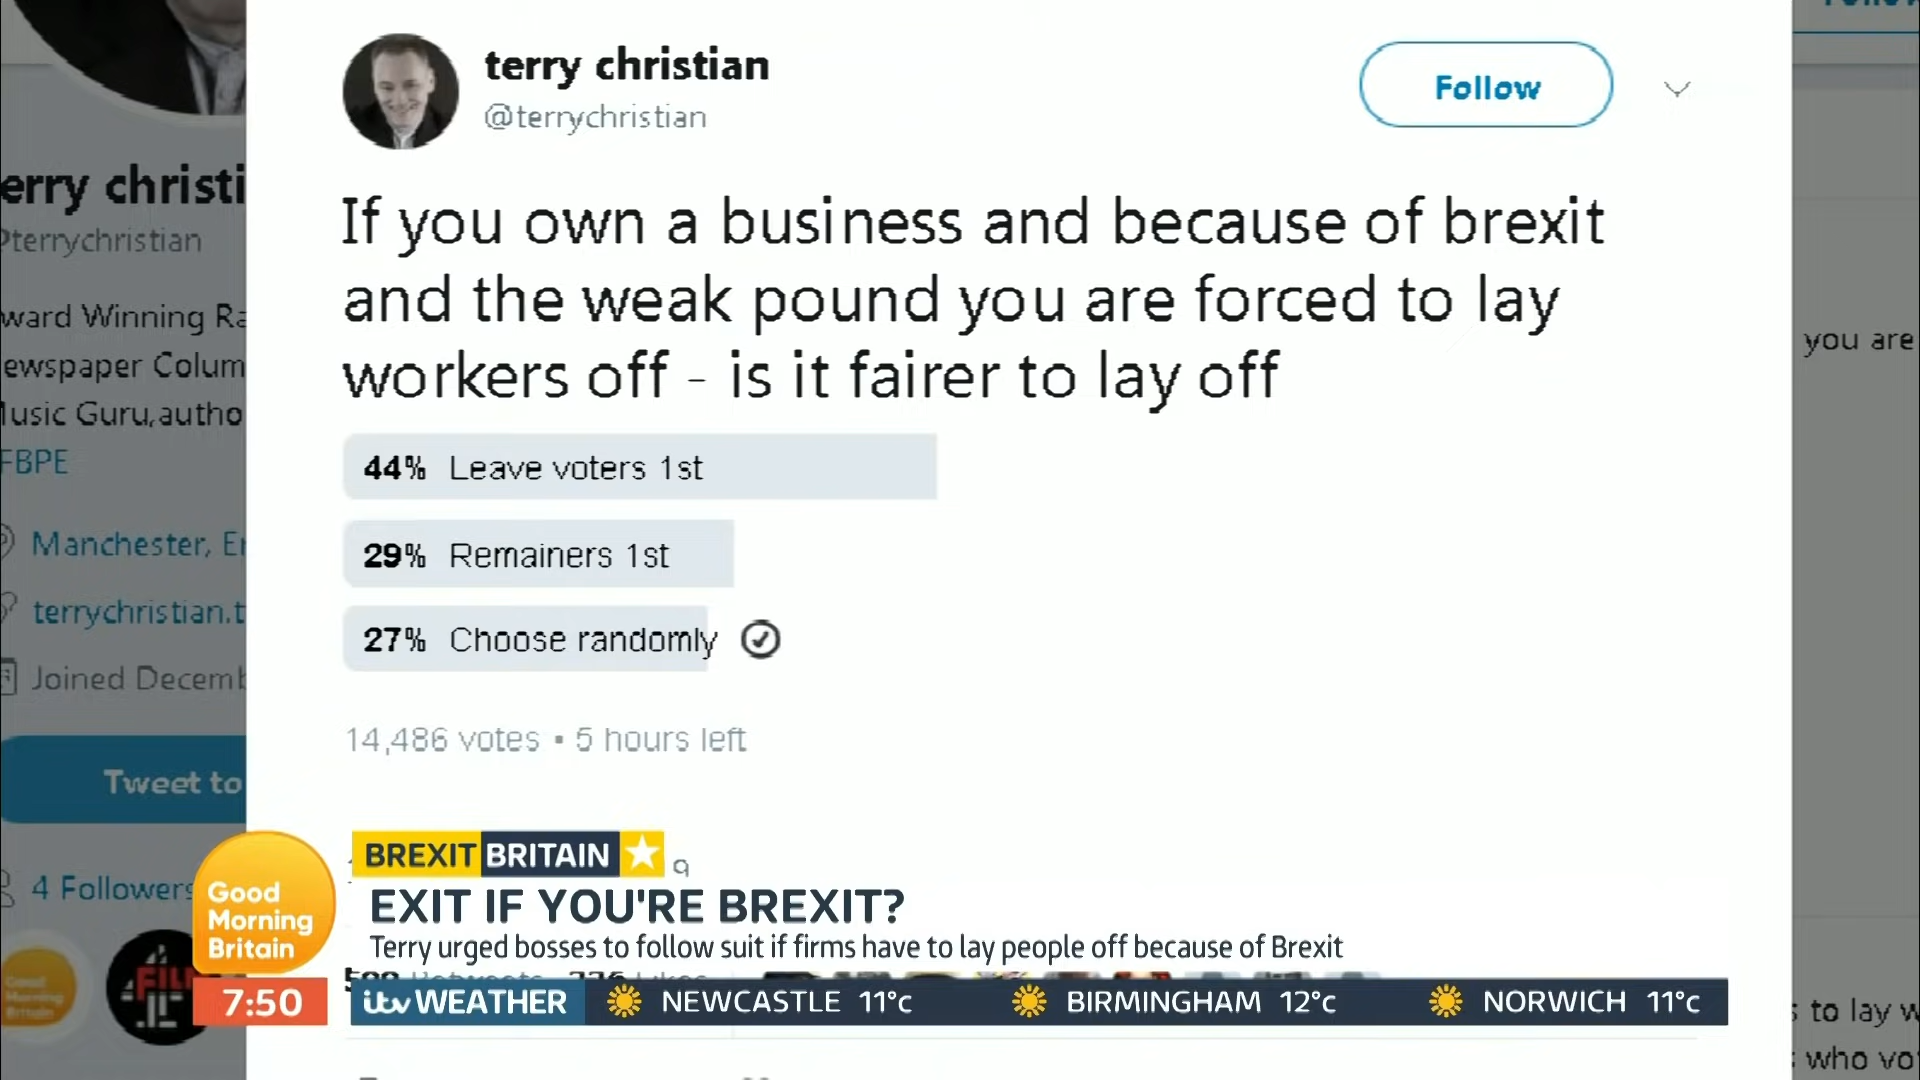 terry christian
@terrychristian
Follow
If you own a business and because of brexit
and the weak pound you are forced to lay
workers off - is it fairer to lay off
44% Leave voters 1st
29% Remainers 1st
27% Choose randomly
14,486 votes • 5 hours left
erry christi
terrychristian
ward Winning Ra
ewspaper Colum
usic Guru,autho
FBPE
Manchester, E
terrychristian.t
Joined Decemb
Tweet to
4 Followers
you are
to lay w
who vo
BREXIT BRITAIN
EXIT IF YOU'RE BREXIT?
Terry urged bosses to follow suit if firms have to lay people off because of Brexit
Good
Morning
Britain
7:50
itv WEATHER NEWCASTLE 11°c BIRMINGHAM 12°c NORWICH 11°c